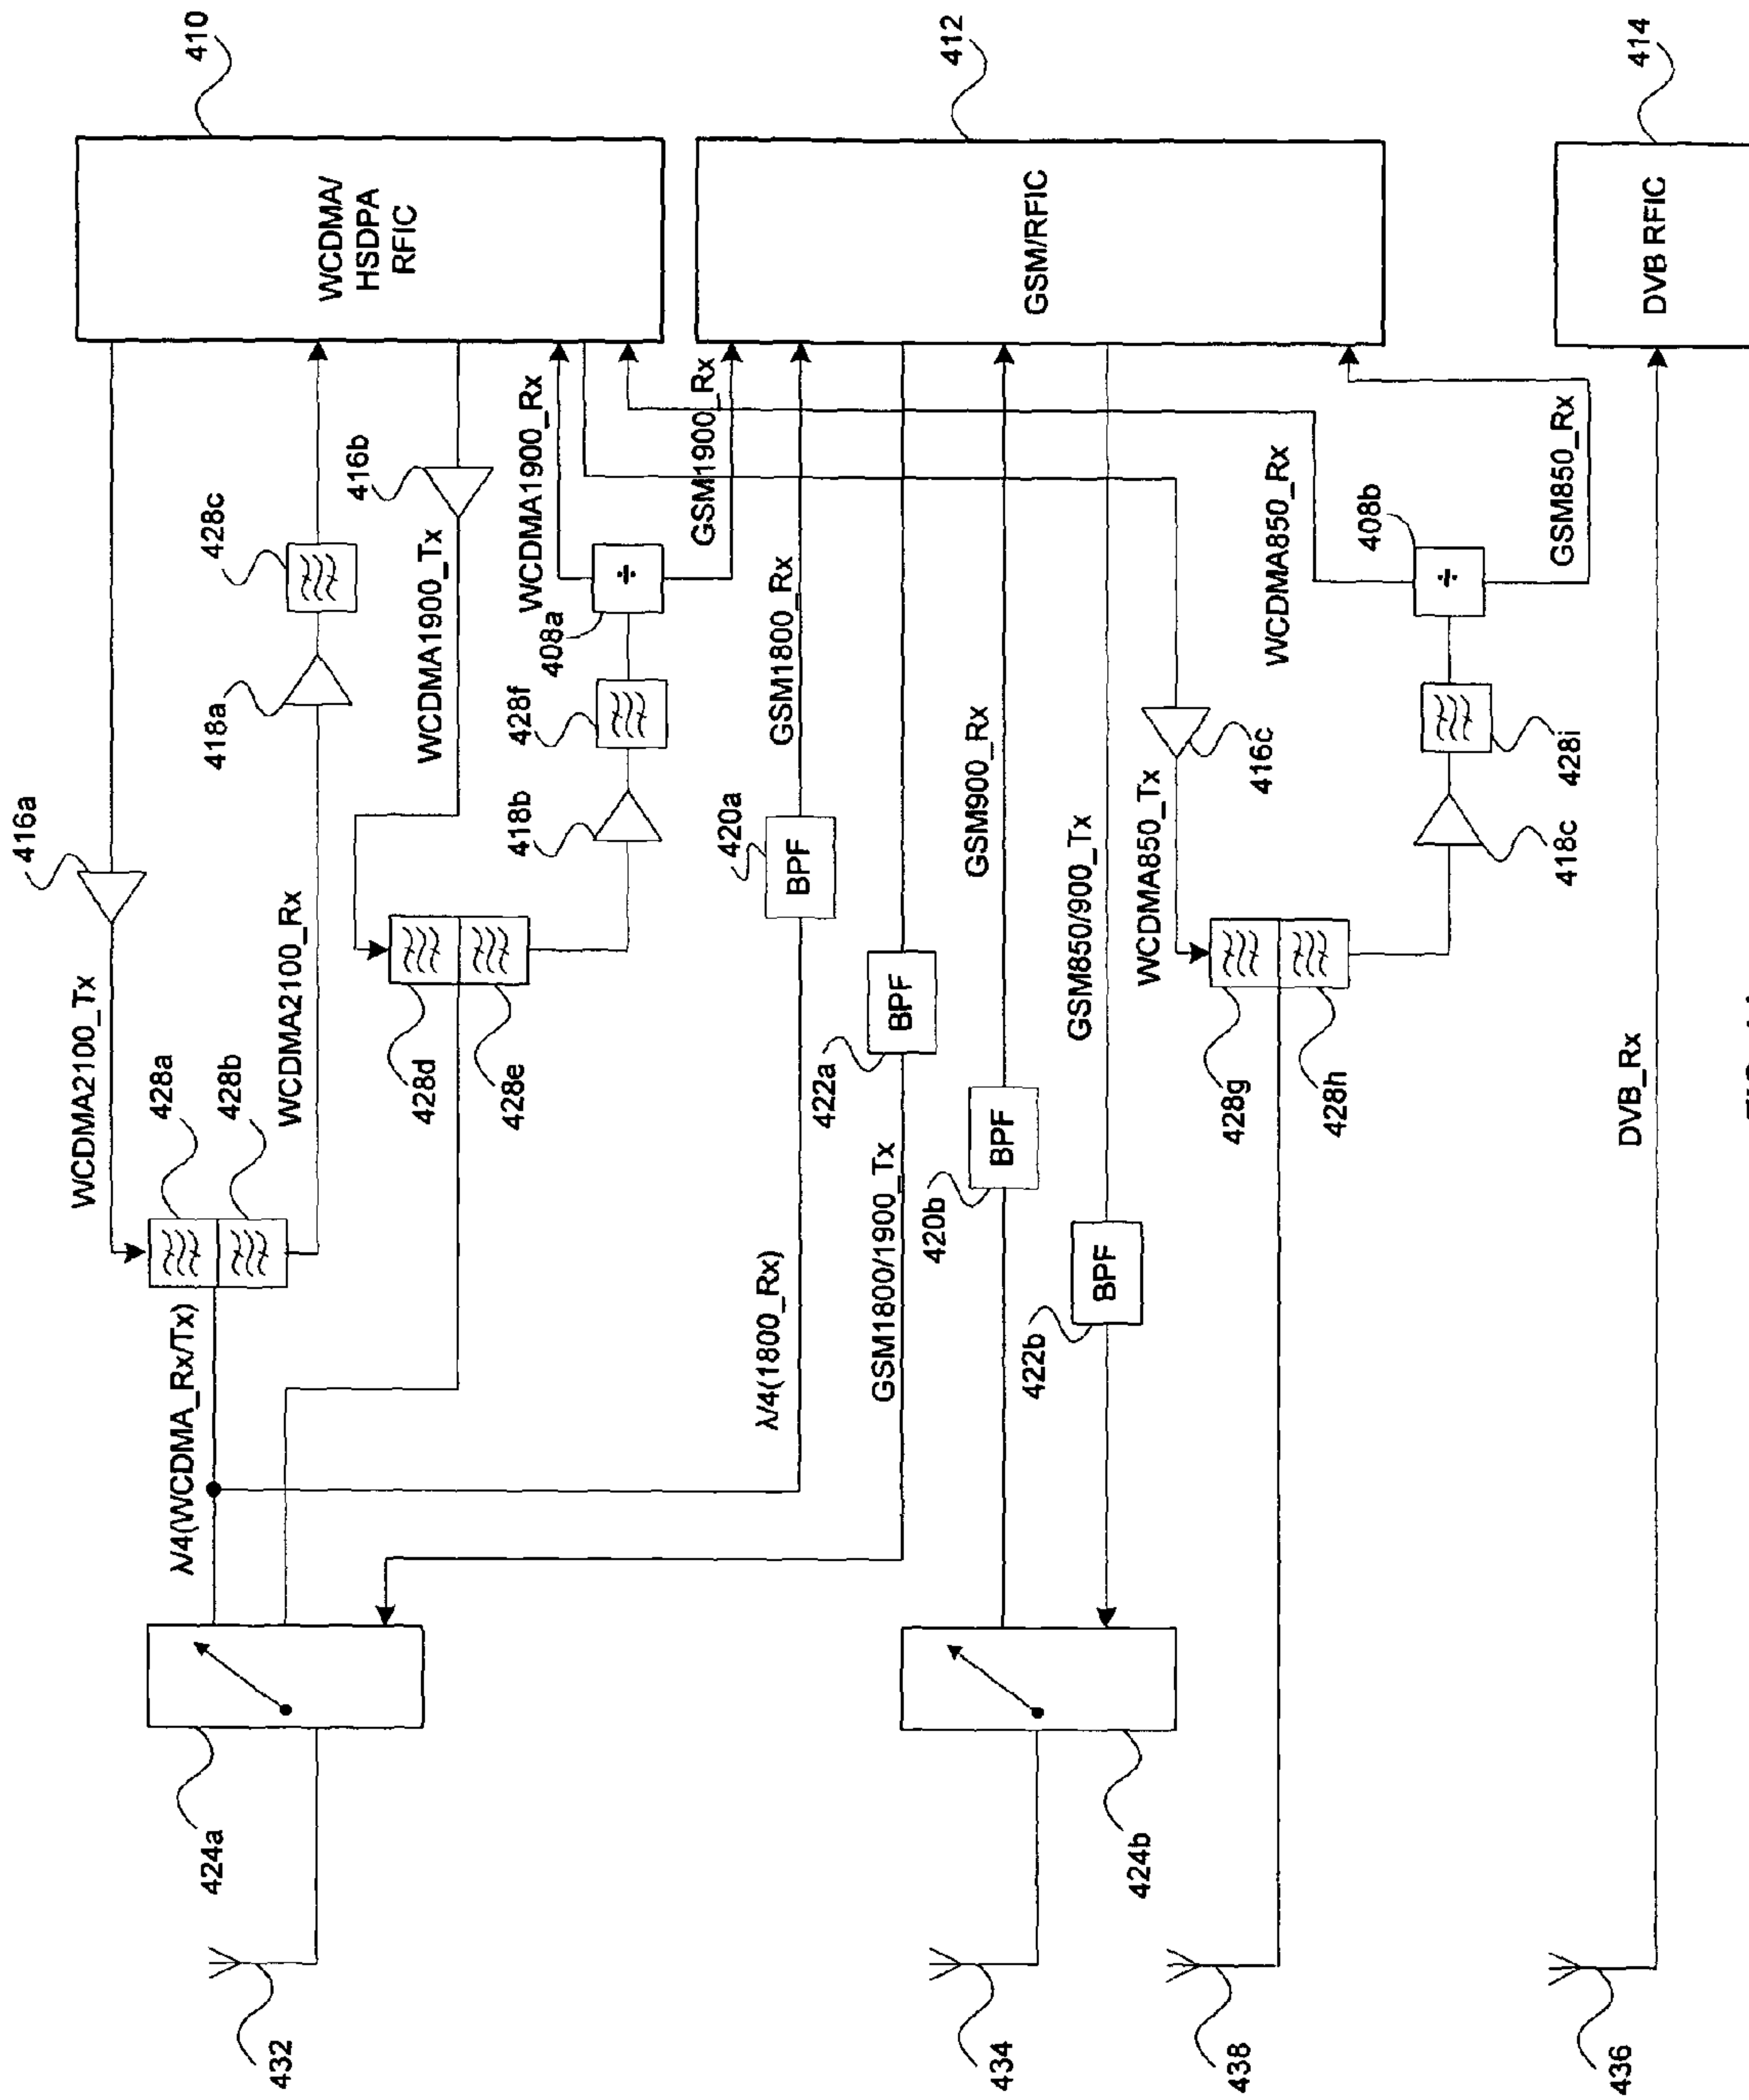 410
412
414
WCDMA/
HSDPA
RFIC
GSM/RFIC
DVB RFIC
416a
418a
428c
416b
WCDMA2100_Tx
428a
428b
WCDMA2100_Rx
WCDMA1900_Tx
WCDMA1900_Rx
408a
GSM1900_Rx
428f
418b
428d
428e
λ/4(WCDMA_Rx/Tx)
λ/4(1800_Rx)
420a
BPF
GSM1800_Rx
422a
BPF
GSM1800/1900_Tx
420b
BPF
GSM900_Rx
422b
BPF
GSM850/900_Tx
WCDMA850_Tx
416c
WCDMA850_Rx
408b
GSM850_Rx
÷
÷
428g
428h
418c
428i
DVB_Rx
424a
424b
432
434
438
436